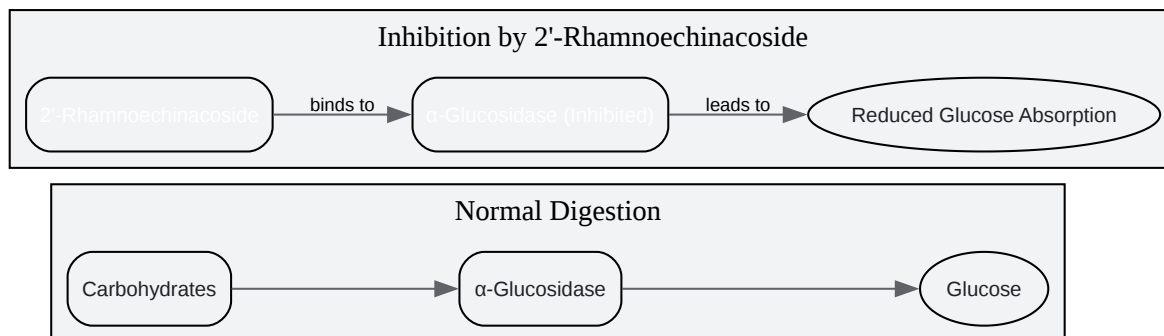 Inhibition by 2'-Rhamnoechinacoside
2'-Rhamnoechinacoside
binds to
α-Glucosidase (Inhibited)
leads to
Reduced Glucose Absorption
Normal Digestion
Carbohydrates
α-Glucosidase
Glucose